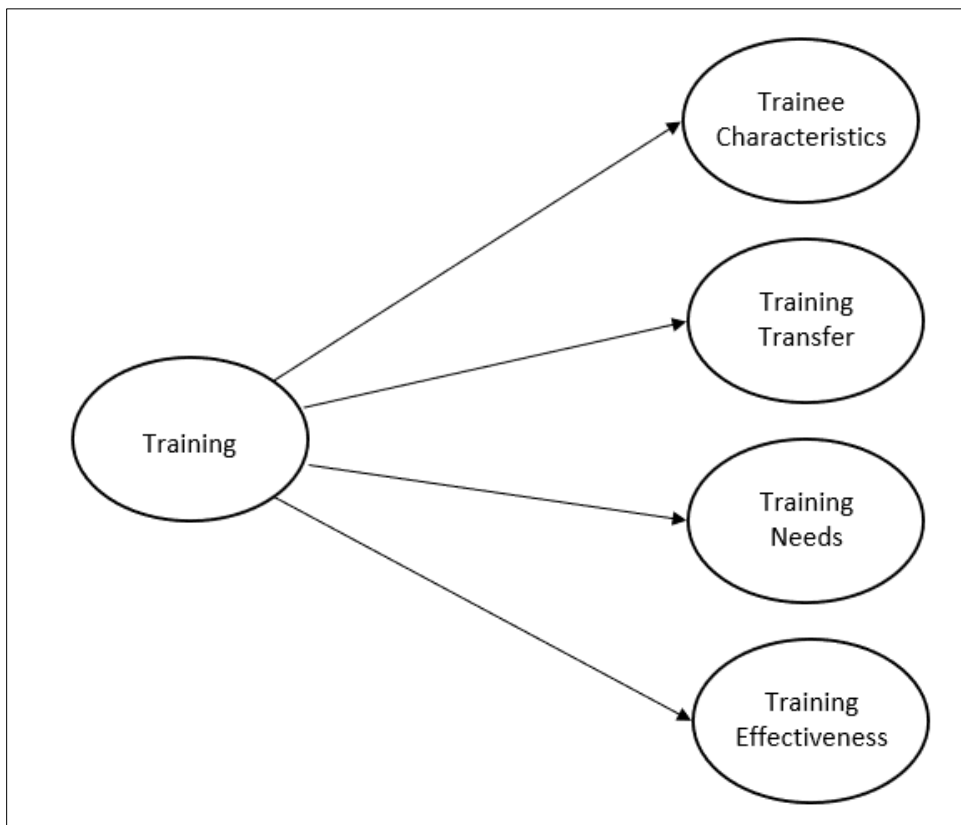 Trainee
Characteristics
Training
Transfer
Training
Training
Needs
Training
Effectiveness